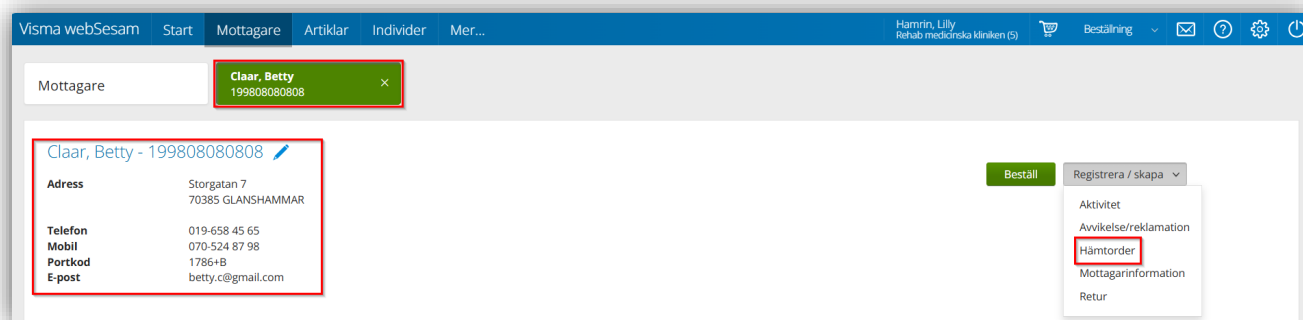 Visma webSesam Start Mottagare Artiklar Individer Mer...
Hamrin, Lilly
Rehab medicinska kliniken (5)
Beställning
Mottagare
Claar, Betty
199808080808
Claar, Betty - 199808080808
Adress Storgatan 7
70385 GLANSHAMMAR
Telefon 019-658 45 65
Mobil 070-524 87 98
Portkod 1786+B
E-post betty.c@gmail.com
Beställ Registrera / skapa
Aktivitet
Avvikelse/reklamation
Hämtorder
Mottagarinformation
Retur